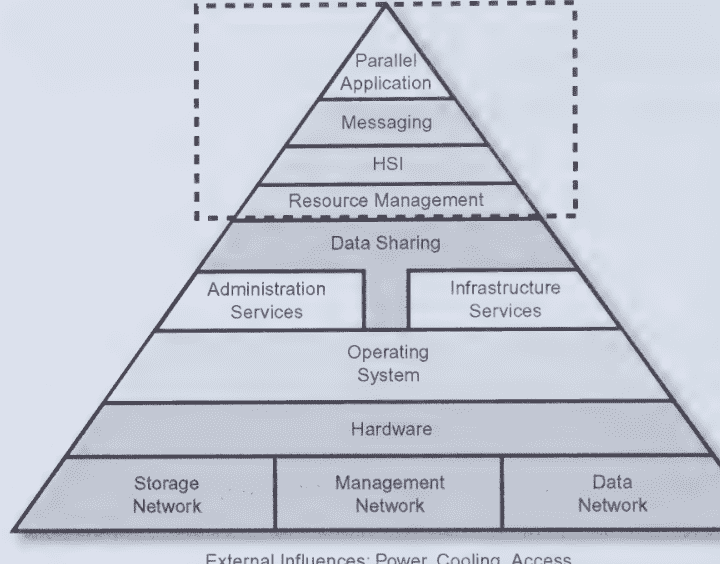 Parallel
Application
Messaging
HSI
Resource Management
Data Sharing
Administration
Services
Infrastructure
Services
Operating
System
Hardware
Storage
Network
Management
Network
Data
Network
External Influences: Power, Cooling, Access